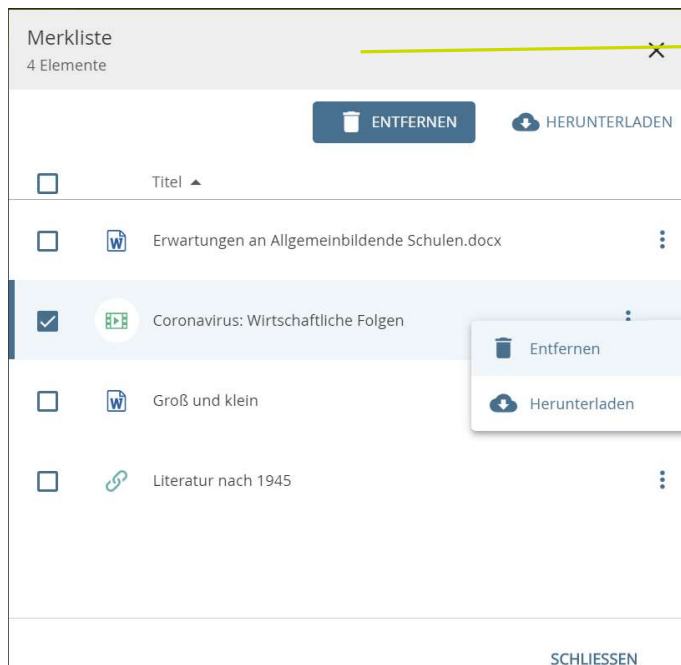 Merkliste
4 Elemente
ENTFERNEN
HERUNTERLADEN
Titel
Erwartungen an Allgemeinbildende Schulen.docx
Coronavirus: Wirtschaftliche Folgen
Entfernen
Groß und klein
Herunterladen
Literatur nach 1945
SCHLIESSEN